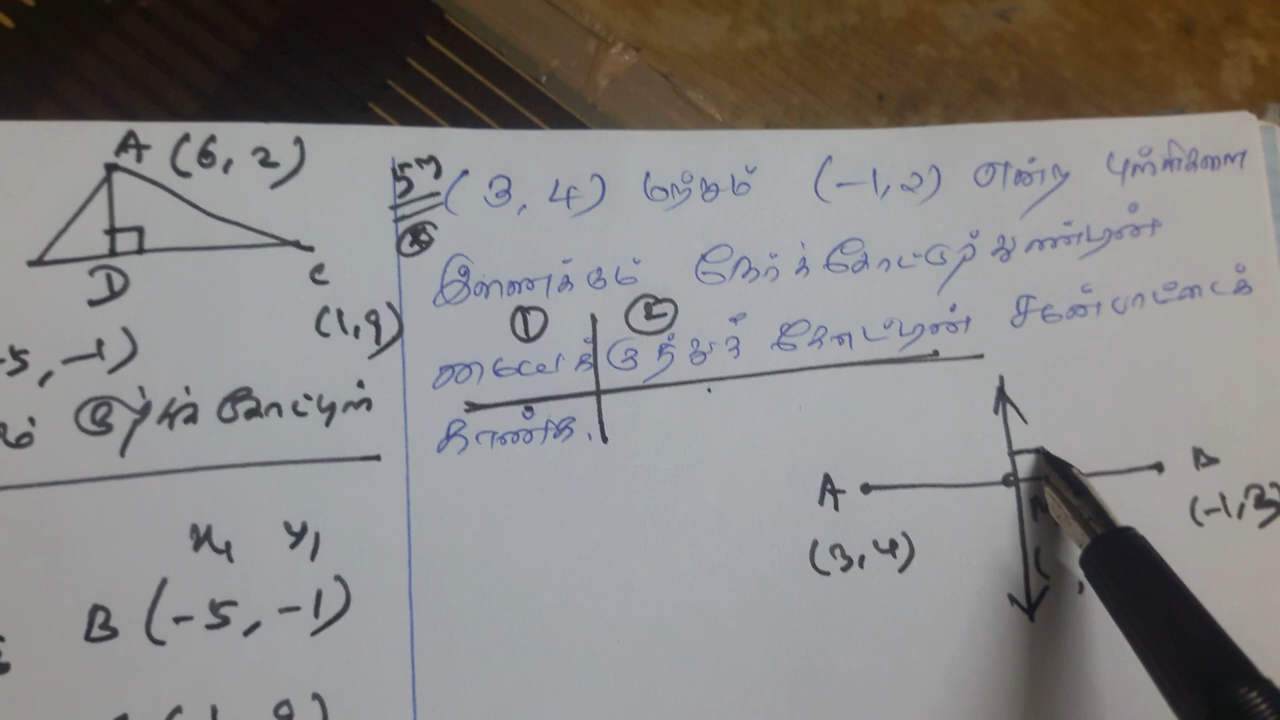 A (6, 2)
D
C
(1, 9)
-5, -1)
x₁ y₁
B (-5, -1)
5m
(3, 4) மற்றும் (-1, 2) என்ற புள்ளிகளை
இணைக்கும் நேர்க்கோட்டுத்துண்டின்
① ②
மையக்குத்துக் கோட்டின் சமன்பாட்டைக்
காண்க.
A B
(3, 4) (-1, 2)